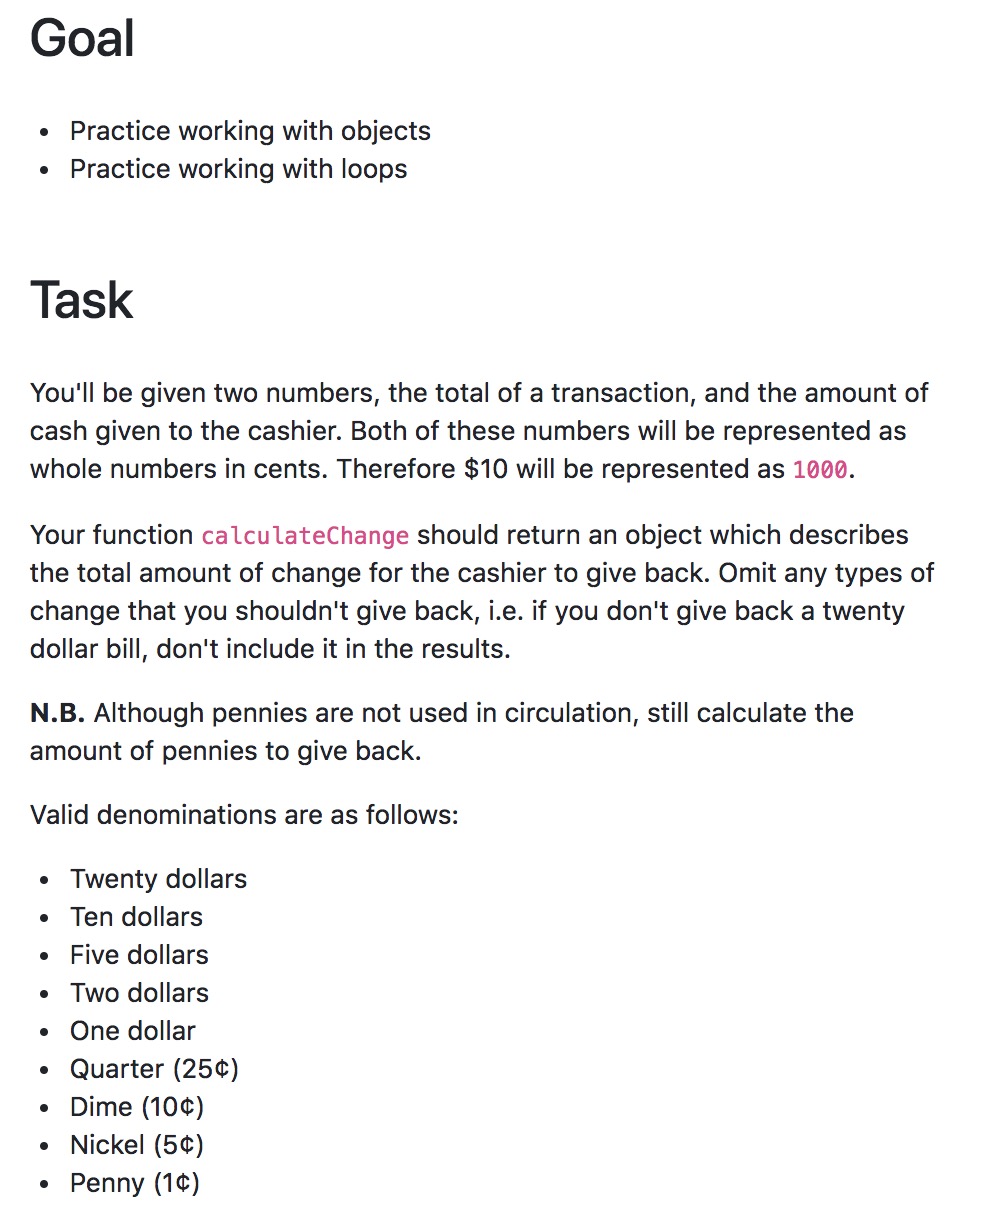 Goal
• Practice working with objects
• Practice working with loops
Task
You'll be given two numbers, the total of a transaction, and the amount of
cash given to the cashier. Both of these numbers will be represented as
whole numbers in cents. Therefore $10 will be represented as 1000.
Your function calculateChange should return an object which describes
the total amount of change for the cashier to give back. Omit any types of
change that you shouldn't give back, i.e. if you don't give back a twenty
dollar bill, don't include it in the results.
N.B. Although pennies are not used in circulation, still calculate the
amount of pennies to give back.
Valid denominations are as follows:
• Twenty dollars
• Ten dollars
• Five dollars
• Two dollars
• One dollar
• Quarter (25¢)
• Dime (10¢)
• Nickel (5¢)
• Penny (1¢)